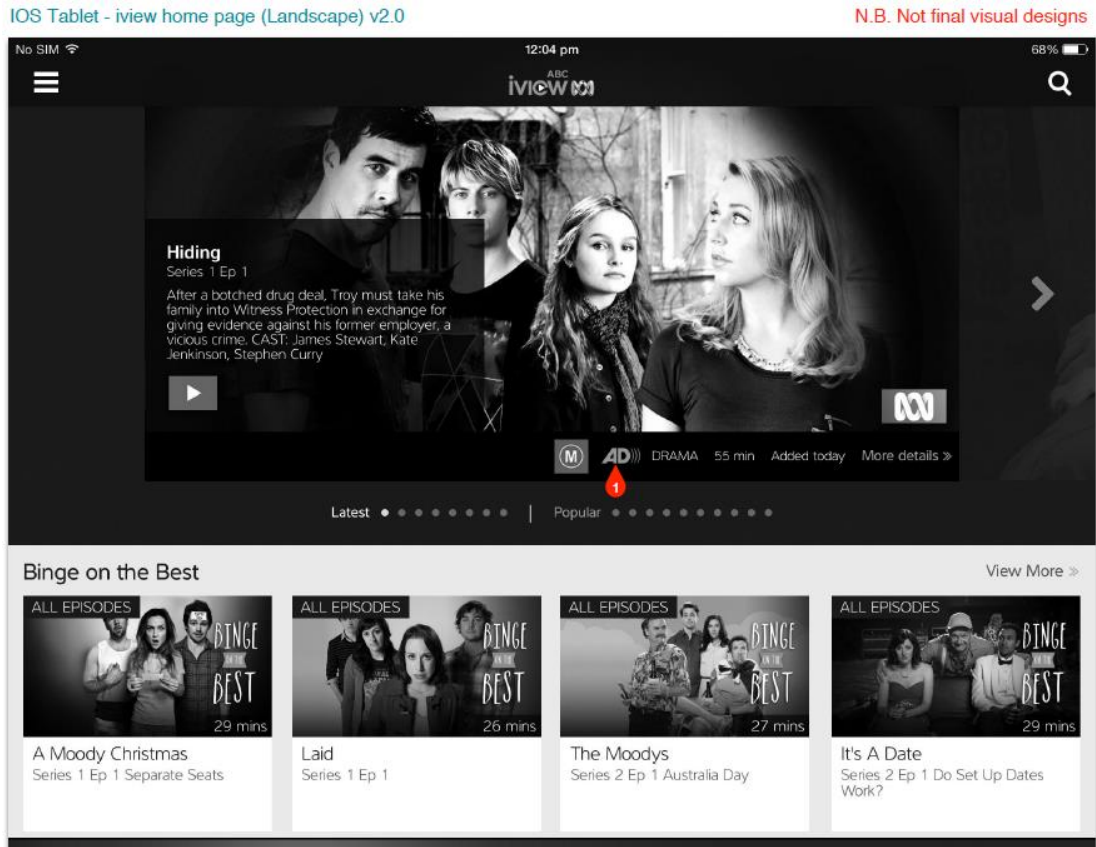 IOS Tablet - iview home page (Landscape) v2.0
N.B. Not final visual designs
No SIM
12:04 pm
68%
ABC
iview
Hiding
Series 1 Ep 1
After a botched drug deal, Troy must take his
family into Witness Protection in exchange for
giving evidence against his former employer, a
vicious crime. CAST: James Stewart, Kate
Jenkinson, Stephen Curry
M
AD
DRAMA
55 min
Added today
More details »
1
Latest
|
Popular
Binge on the Best
View More »
ALL EPISODES
BINGE
ON THE
BEST
29 mins
A Moody Christmas
Series 1 Ep 1 Separate Seats
ALL EPISODES
BINGE
ON THE
BEST
26 mins
Laid
Series 1 Ep 1
ALL EPISODES
BINGE
ON THE
BEST
27 mins
The Moodys
Series 2 Ep 1 Australia Day
ALL EPISODES
BINGE
ON THE
BEST
29 mins
It's A Date
Series 2 Ep 1 Do Set Up Dates
Work?